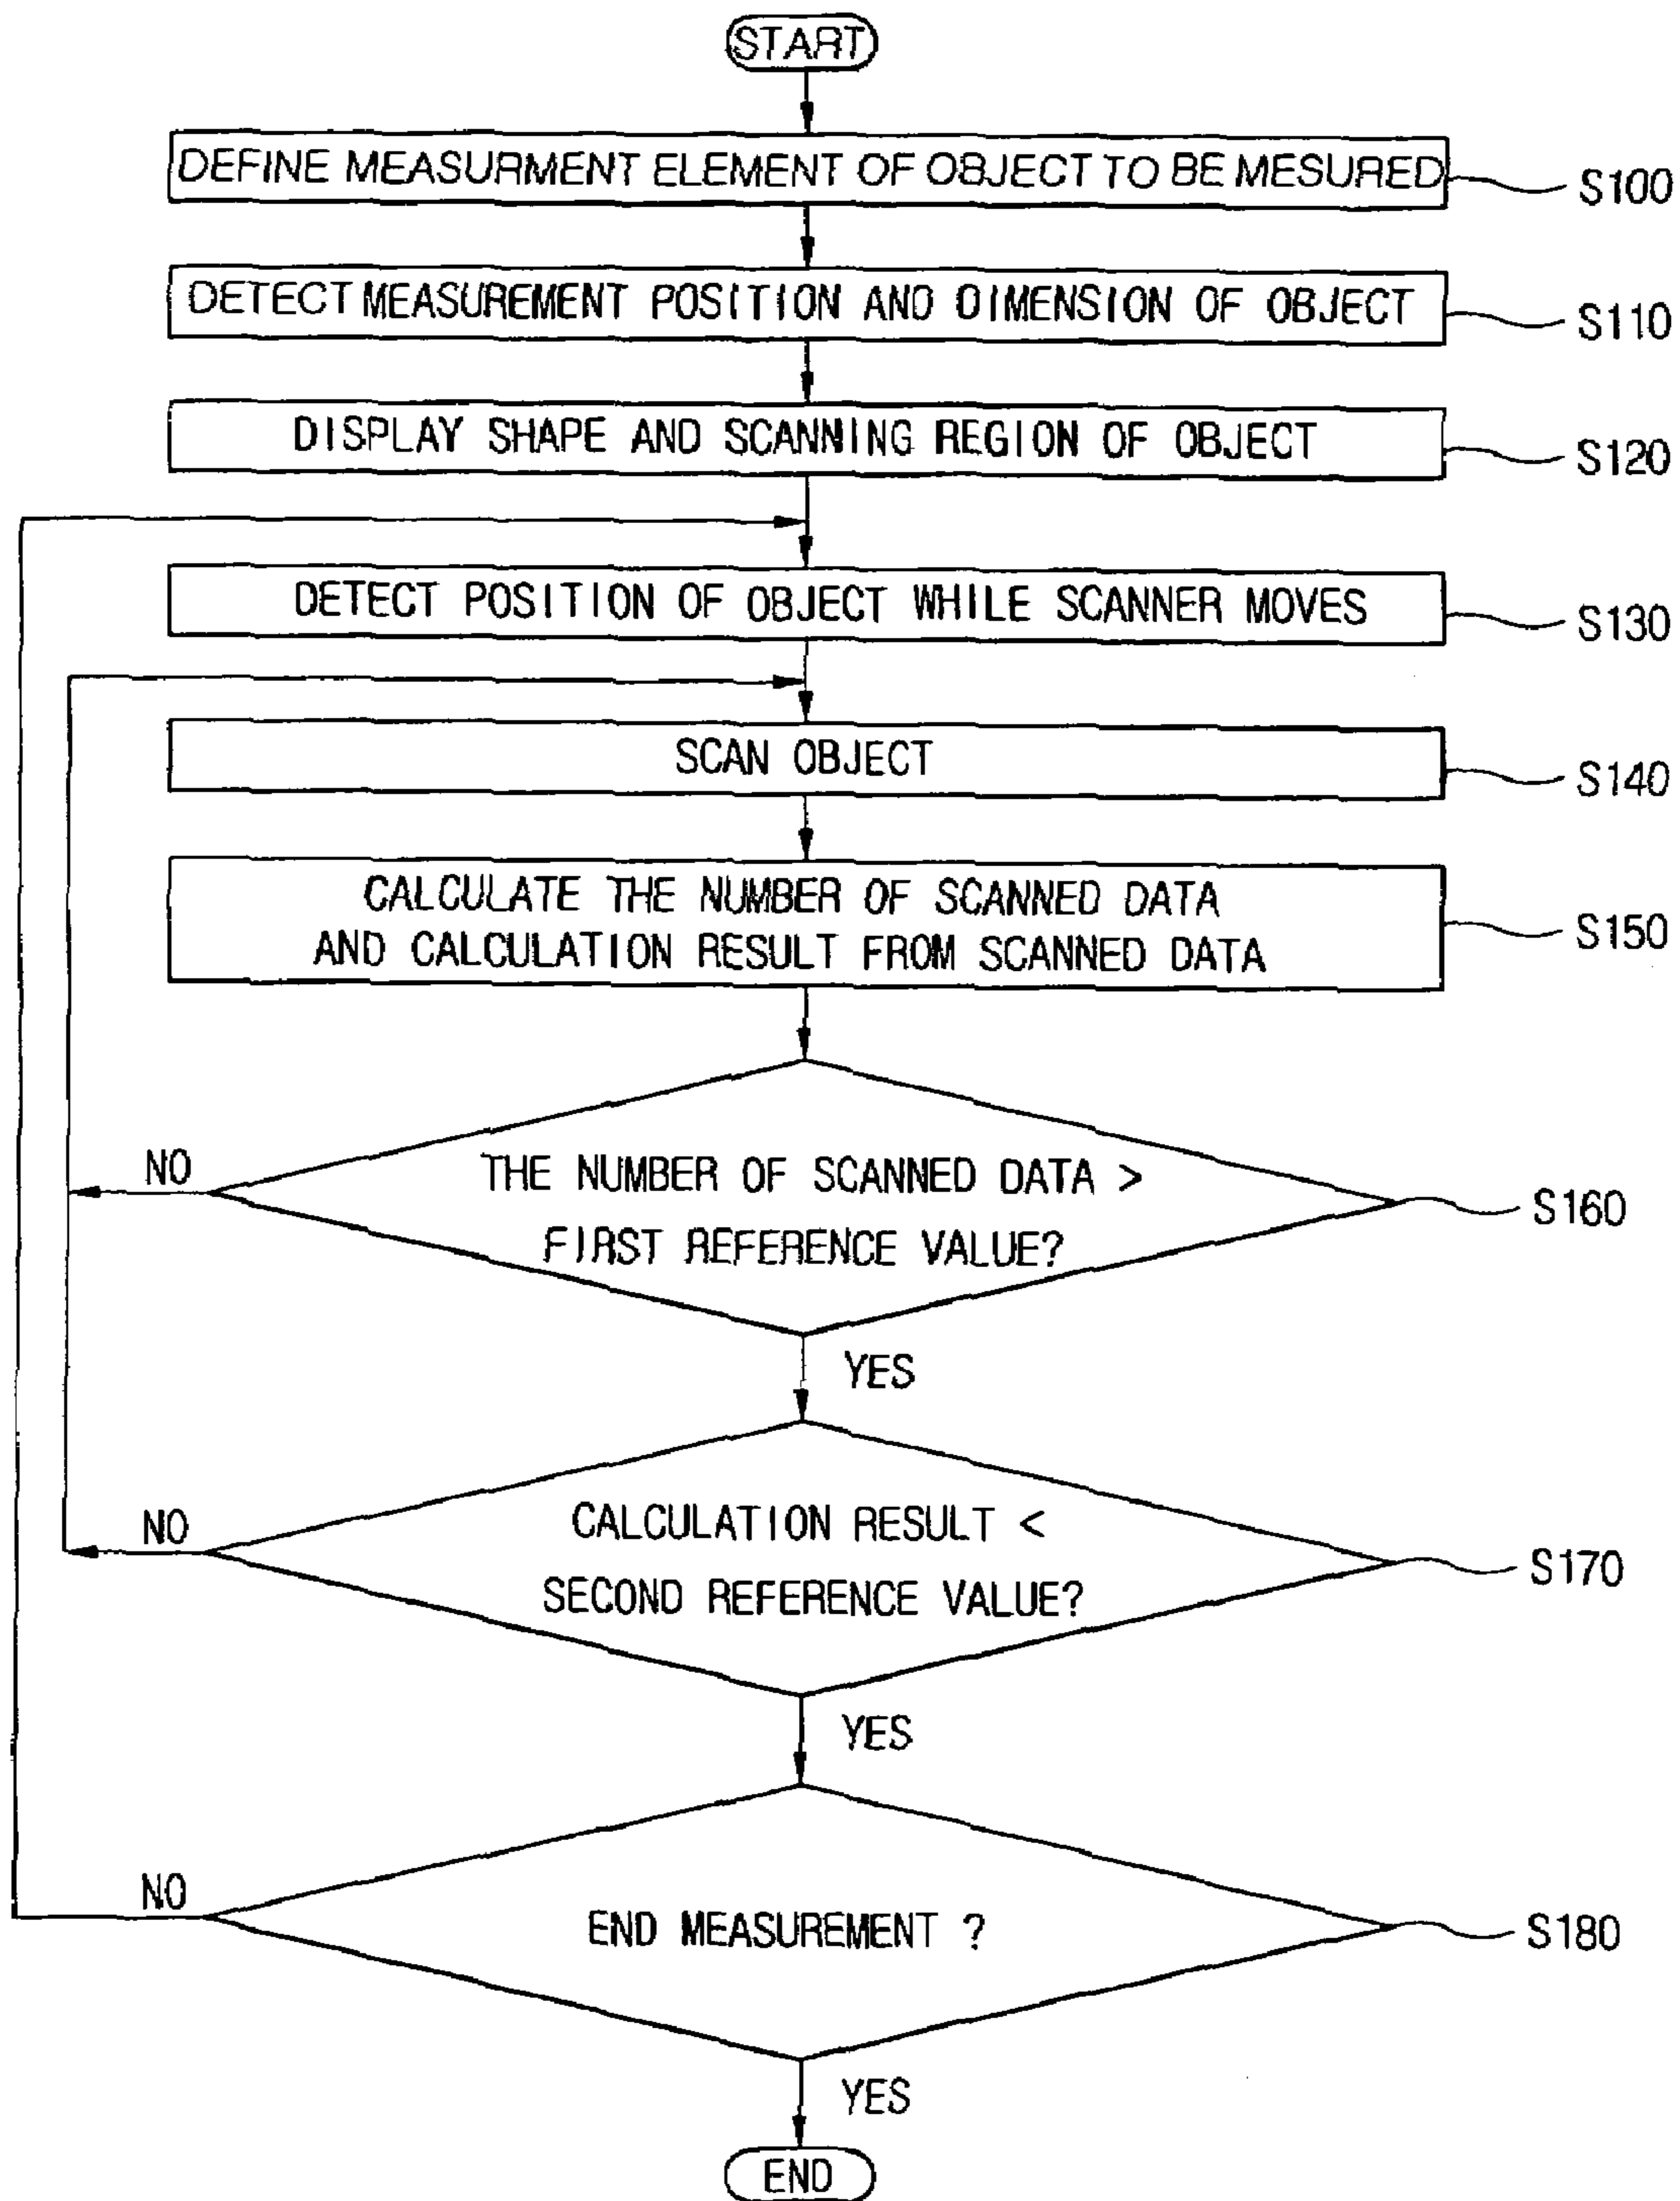 START
DEFINE MEASURMENT ELEMENT OF OBJECT TO BE MESURED
S100
DETECT MEASUREMENT POSITION AND DIMENSION OF OBJECT
S110
DISPLAY SHAPE AND SCANNING REGION OF OBJECT
S120
DETECT POSITION OF OBJECT WHILE SCANNER MOVES
S130
SCAN OBJECT
S140
CALCULATE THE NUMBER OF SCANNED DATA
AND CALCULATION RESULT FROM SCANNED DATA
S150
NO
THE NUMBER OF SCANNED DATA >
FIRST REFERENCE VALUE?
S160
YES
NO
CALCULATION RESULT <
SECOND REFERENCE VALUE?
S170
YES
NO
END MEASUREMENT ?
S180
YES
END